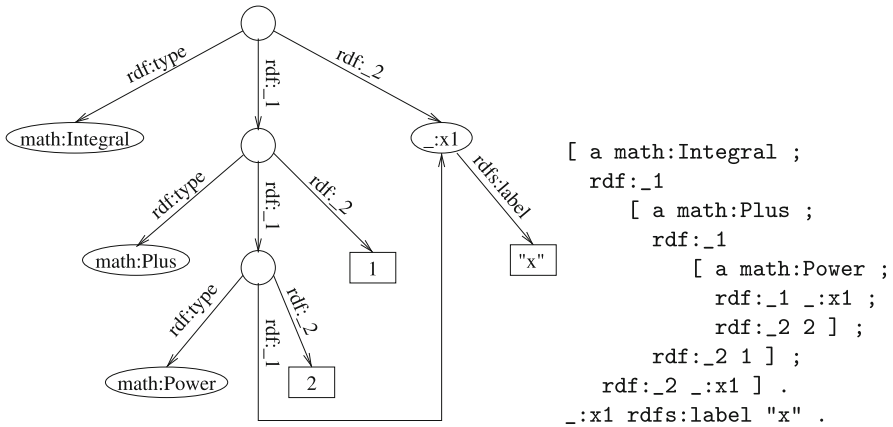 rdf:type
rdf:_1
rdf:_2
math:Integral
_:x1
rdf:type
rdf:_1
rdf:_2
rdfs:label
math:Plus
1
"x"
rdf:type
rdf:_1
rdf:_2
math:Power
2
[ a math:Integral ;
rdf:_1
[ a math:Plus ;
rdf:_1
[ a math:Power ;
rdf:_1 _:x1 ;
rdf:_2 2 ] ;
rdf:_2 1 ] ;
rdf:_2 _:x1 ] .
_:x1 rdfs:label "x" .